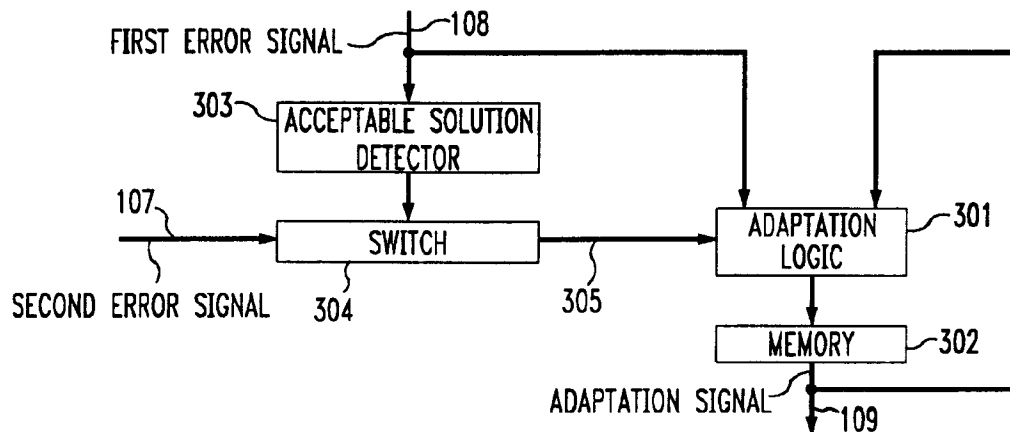 108
FIRST ERROR SIGNAL
303
ACCEPTABLE SOLUTION
DETECTOR
107
SWITCH
ADAPTATION
LOGIC
301
SECOND ERROR SIGNAL
304
305
MEMORY
302
ADAPTATION SIGNAL
109